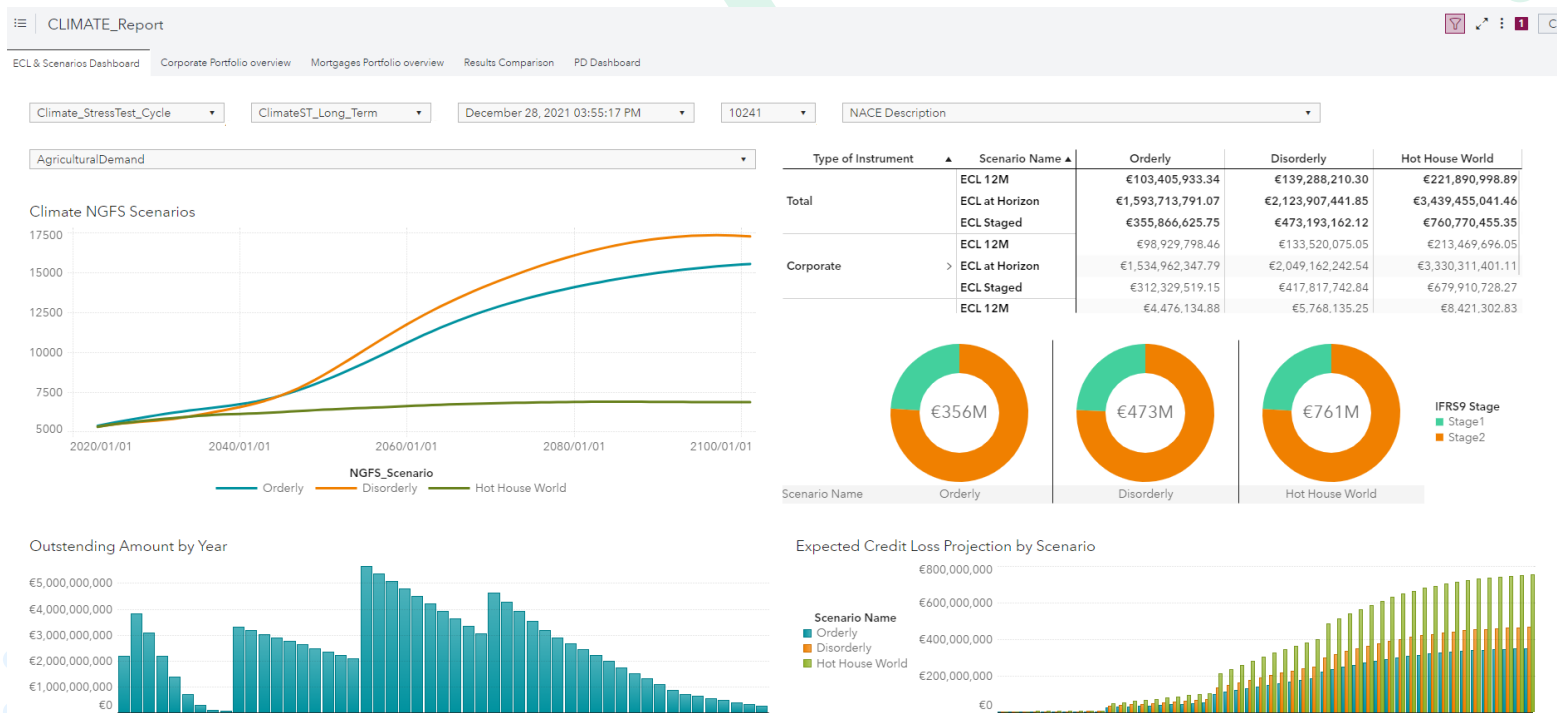 CLIMATE_Report
1
C
ECL & Scenarios Dashboard Corporate Portfolio overview Mortgages Portfolio overview Results Comparison PD Dashboard
Climate_StressTest_Cycle ClimateST_Long_Term December 28, 2021 03:55:17 PM 10241 NACE Description
AgriculturalDemand
Climate NGFS Scenarios
17500
15000
12500
10000
7500
5000
2020/01/01 2040/01/01 2060/01/01 2080/01/01 2100/01/01
NGFS_Scenario
Orderly Disorderly Hot House World
Type of Instrument Scenario Name Orderly Disorderly Hot House World
ECL 12M €103,405,933.34 €139,288,210.30 €221,890,998.89
Total ECL at Horizon €1,593,713,791.07 €2,123,907,441.85 €3,439,455,041.46
ECL Staged €355,866,625.75 €473,193,162.12 €760,770,455.35
ECL 12M €98,929,798.46 €133,520,075.05 €213,469,696.05
Corporate ECL at Horizon €1,534,962,347.79 €2,049,162,242.54 €3,330,311,401.11
ECL Staged €312,329,519.15 €417,817,742.84 €679,910,728.27
ECL 12M €4,476,134.88 €5,768,135.25 €8,421,302.83
€356M €473M €761M
IFRS9 Stage
Stage1
Stage2
Scenario Name Orderly Disorderly Hot House World
Outstanding Amount by Year
€5,000,000,000
€4,000,000,000
€3,000,000,000
€2,000,000,000
€1,000,000,000
€0
Expected Credit Loss Projection by Scenario
Scenario Name
Orderly
Disorderly
Hot House World
€800,000,000
€600,000,000
€400,000,000
€200,000,000
€0